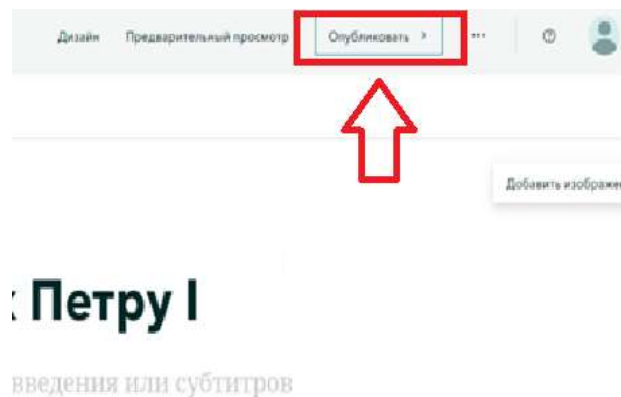 Дизайн Предварительный просмотр Опубликовать > ...
Добавить изображе
к Петру I
введения или субтитров